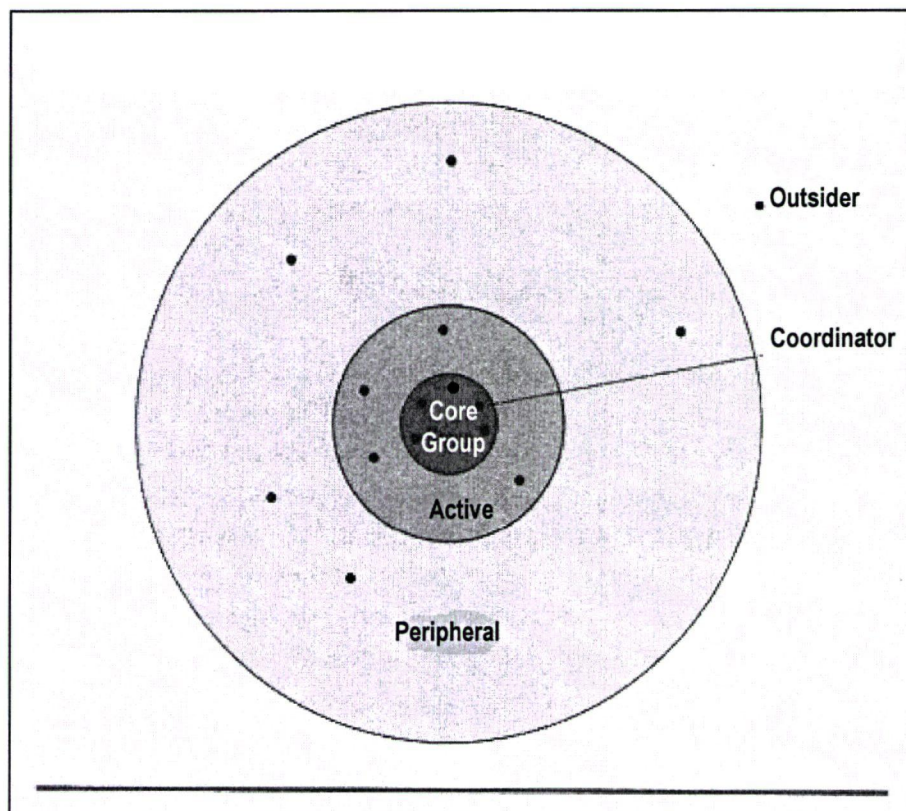 Outsider
Coordinator
Core
Group
Active
Peripheral